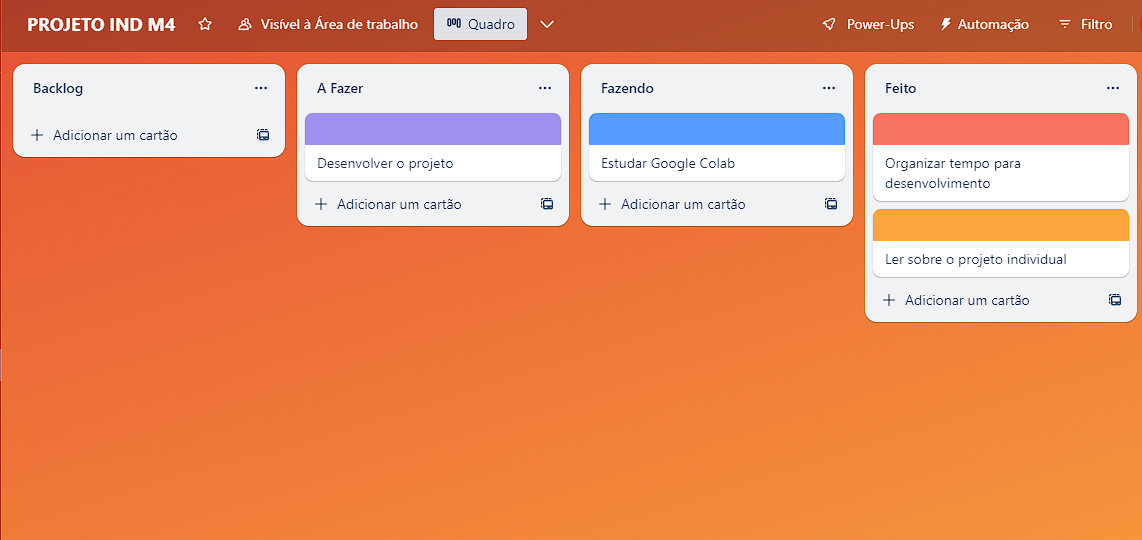 PROJETO IND M4
Visível à Área de trabalho
Quadro
Power-Ups
Automação
Filtro
Backlog
Adicionar um cartão
A Fazer
Desenvolver o projeto
Adicionar um cartão
Fazendo
Estudar Google Colab
Adicionar um cartão
Feito
Organizar tempo para
desenvolvimento
Ler sobre o projeto individual
Adicionar um cartão